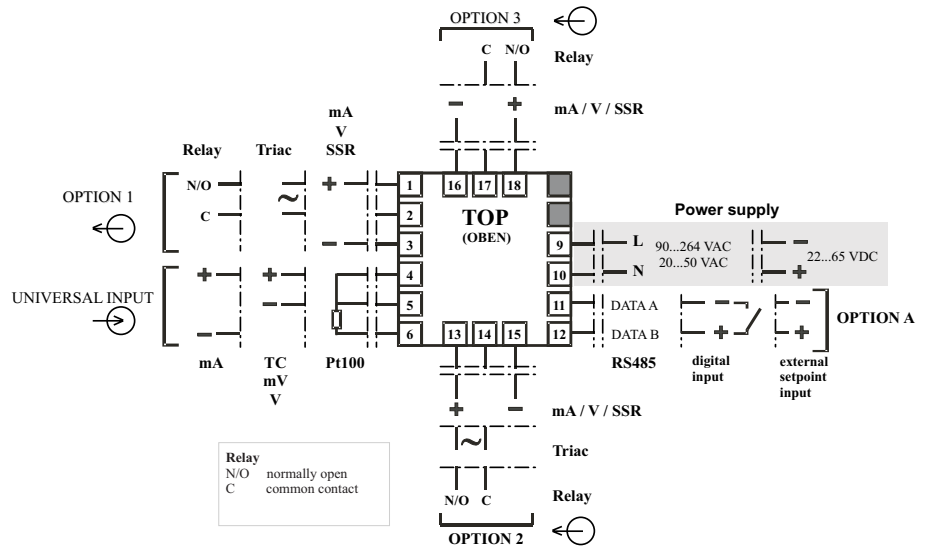 OPTION 3
C N/O
Relay
− +
mA / V / SSR
mA
V
SSR
Relay Triac
OPTION 1
N/O
C
~
+
−
UNIVERSAL INPUT
+
−
+
−
mA
TC
mV
V
Pt100
1
2
3
4
5
6
16 17 18
TOP
(OBEN)
9
10
11
12
13 14 15
Power supply
L
N
90...264 VAC
20...50 VAC
−
+
22...65 VDC
DATA A
DATA B
RS485
−
+
digital
input
−
+
external
setpoint
input
OPTION A
+ −
mA / V / SSR
~
Triac
N/O C
Relay
OPTION 2
Relay
N/O normally open
C common contact